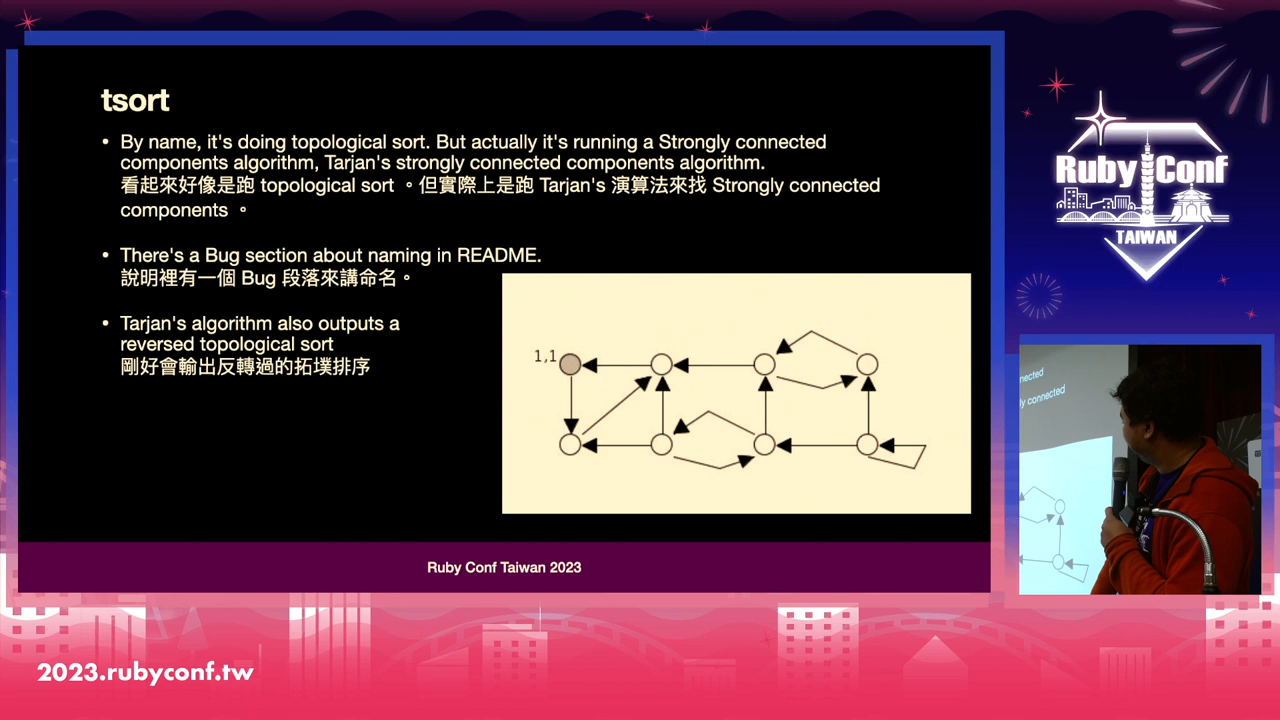 tsort
• By name, it's doing topological sort. But actually it's running a Strongly connected
components algorithm, Tarjan's strongly connected components algorithm.
看起來好像是跑 topological sort 。但實際上是跑 Tarjan's 演算法來找 Strongly connected
components 。
• There's a Bug section about naming in README.
說明裡有一個 Bug 段落來講命名。
• Tarjan's algorithm also outputs a
reversed topological sort
剛好會輸出反轉過的拓墣排序
1,1
Ruby Conf Taiwan 2023
RubyConf
TAIWAN
connected
2023.rubyconf.tw